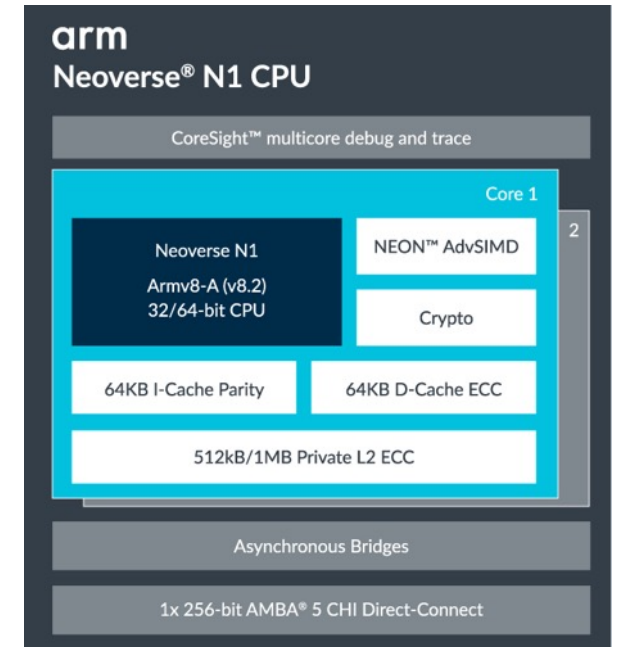 arm
Neoverse® N1 CPU
CoreSight™ multicore debug and trace
Core 1
2
Neoverse N1
Armv8-A (v8.2)
32/64-bit CPU
NEON™ AdvSIMD
Crypto
64KB I-Cache Parity
64KB D-Cache ECC
512kB/1MB Private L2 ECC
Asynchronous Bridges
1x 256-bit AMBA® 5 CHI Direct-Connect